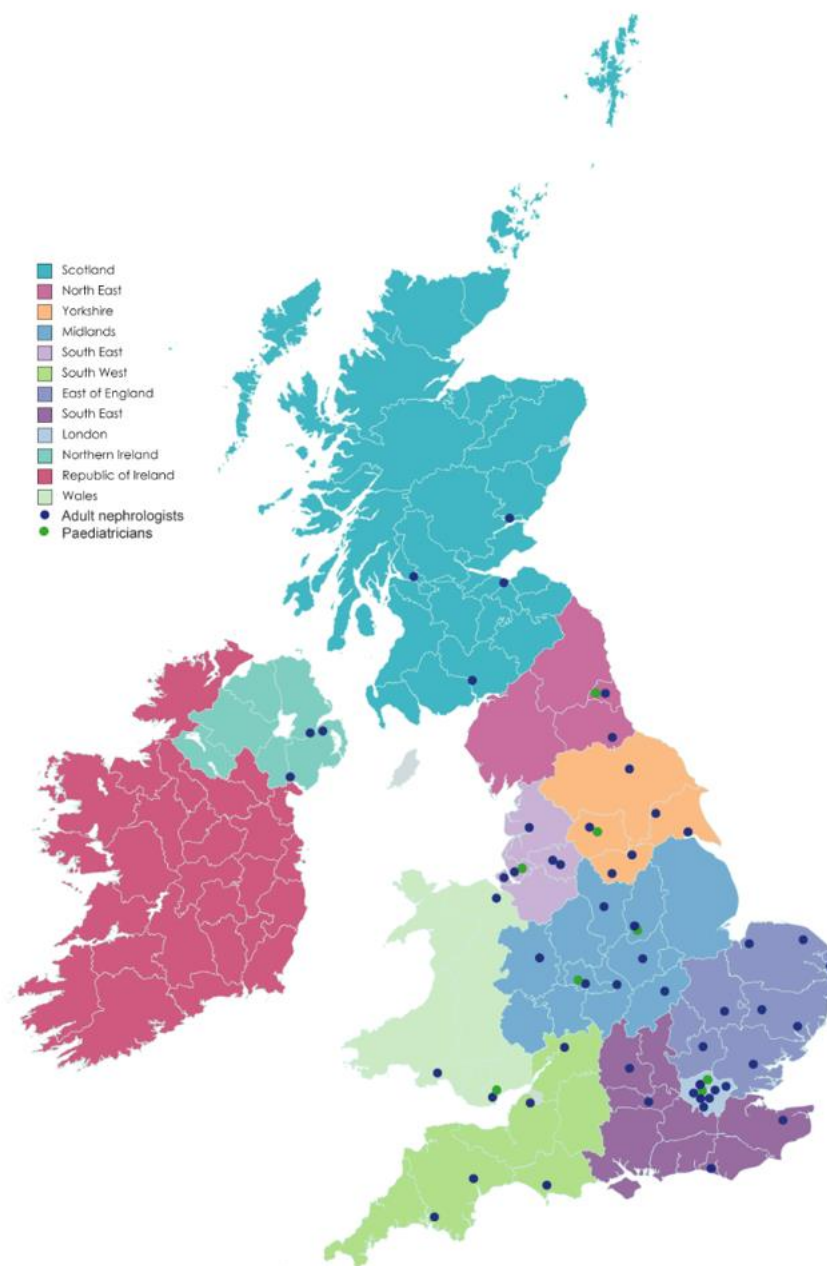 Scotland
North East
Yorkshire
Midlands
South East
South West
East of England
South East
London
Northern Ireland
Republic of Ireland
Wales
Adult nephrologists
Paediatricians